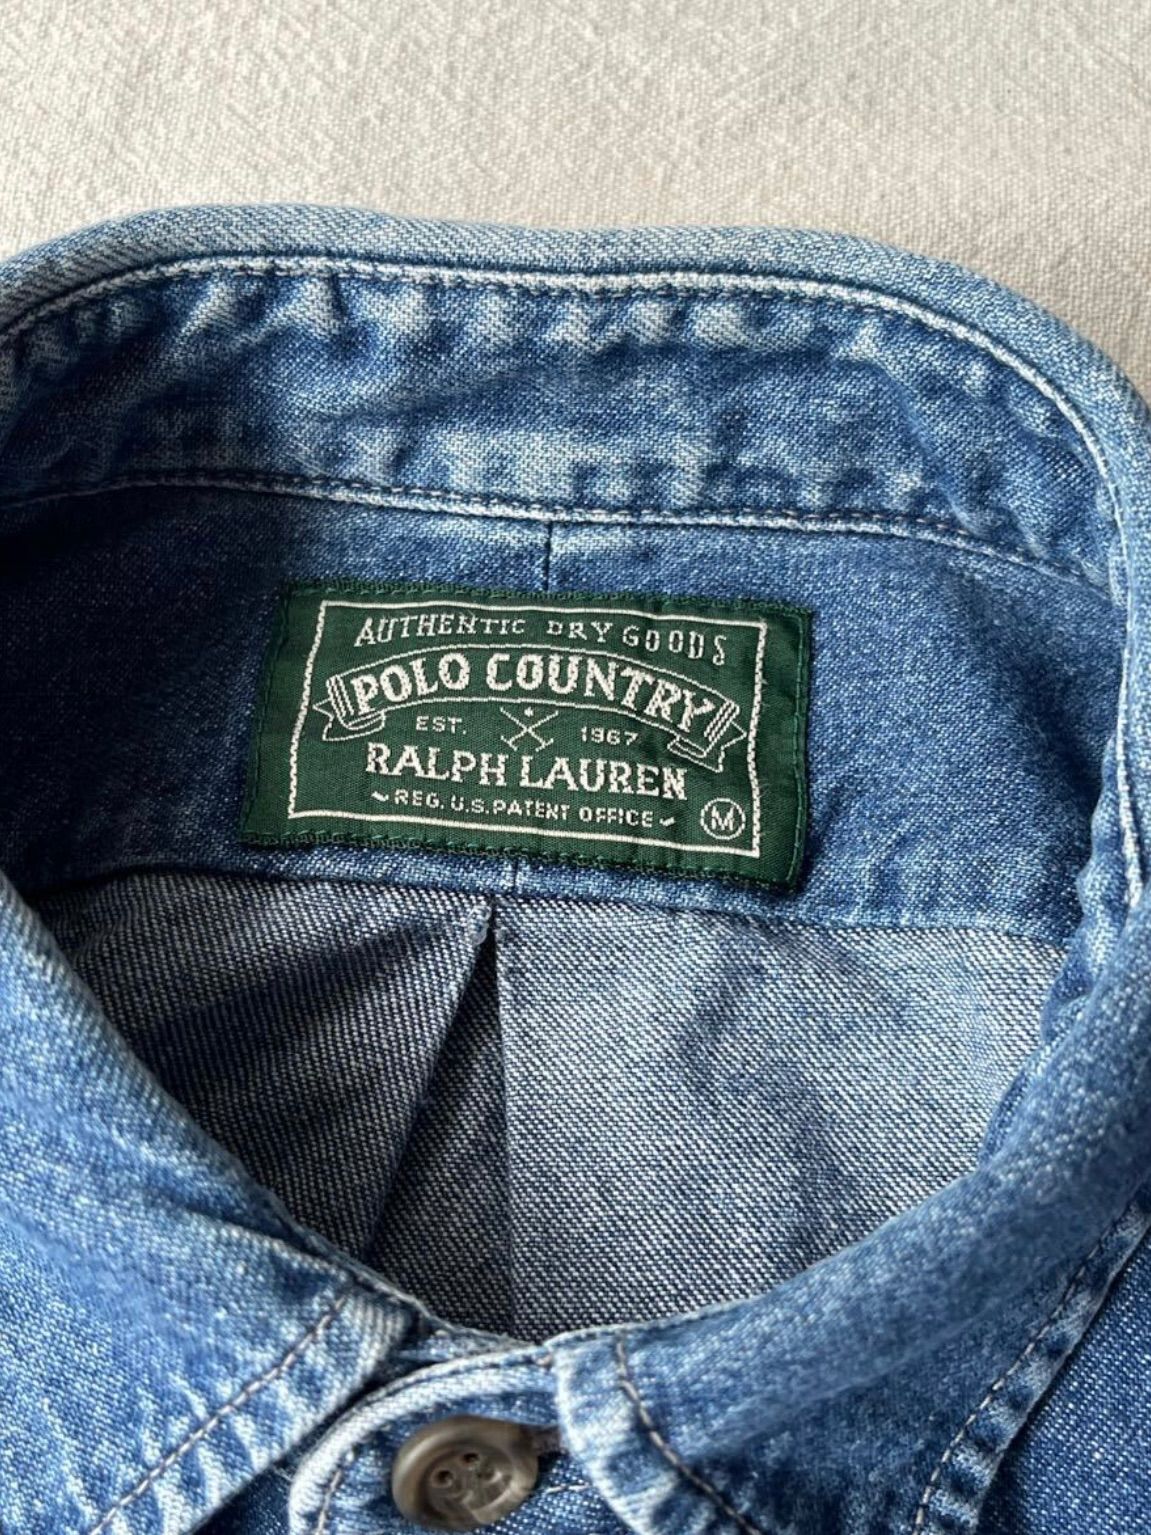 AUTHENTIC DRY GOODS
POLO COUNTRY
EST. 1967
RALPH LAUREN
REG. U.S. PATENT OFFICE
M